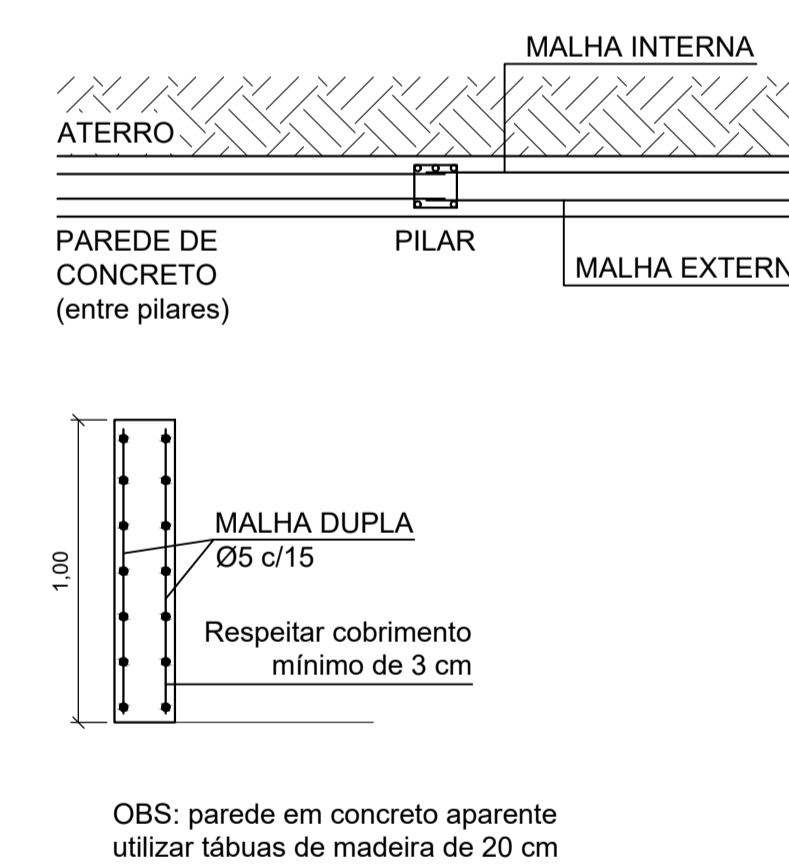 MALHA INTERNA
ATERRO
PAREDE DE
CONCRETO
(entre pilares)
PILAR
MALHA EXTERN
1,00
MALHA DUPLA
Ø5 c/15
Respeitar cobrimento
mínimo de 3 cm
OBS: parede em concreto aparente
utilizar tábuas de madeira de 20 cm